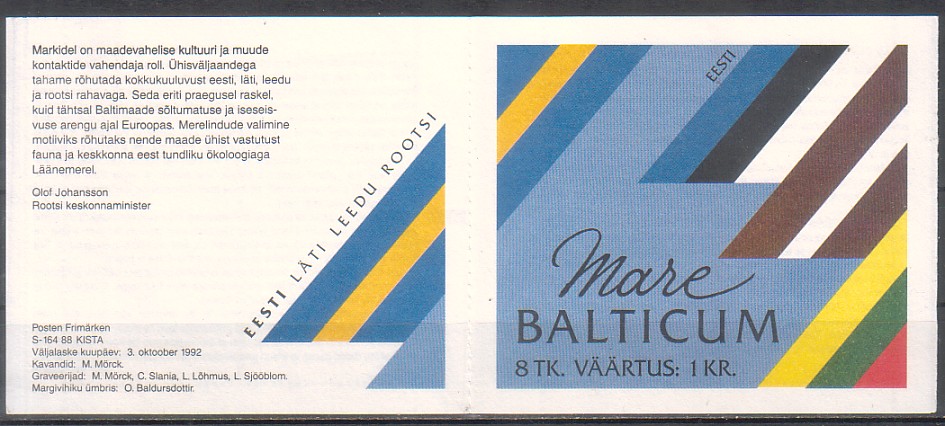 Markidel on maadevahelise kultuuri ja muude
kontaktide vahendaja roll. Ühisväljaandega
tahame rõhutada kokkukuuluvust eesti, läti, leedu
ja rootsi rahavaga. Seda eriti praegusel raskel,
kuid tähtsal Baltimaade sõltumatuse ja iseseis-
vuse arengu ajal Euroopas. Merelindude valimine
motiiviks rõhutaks nende maade ühist vastutust
fauna ja keskkonna eest tundliku ökoloogiaga
Läänemerel.
Olof Johansson
Rootsi keskonnaminister
EESTI LÄTI LEEDU ROOTSI
Posten Frimärken
S-164 88 KISTA
Väljalaske kuupäev: 3. oktoober 1992
Kavandid: M. Mörck.
Graveerijad: M. Mörck, C. Slania, L. Lõhmus, L. Sjööblom.
Margivihiku ümbris: O. Baldursdottir.
EESTI
Mare
BALTICUM
8 TK. VÄÄRTUS: 1 KR.